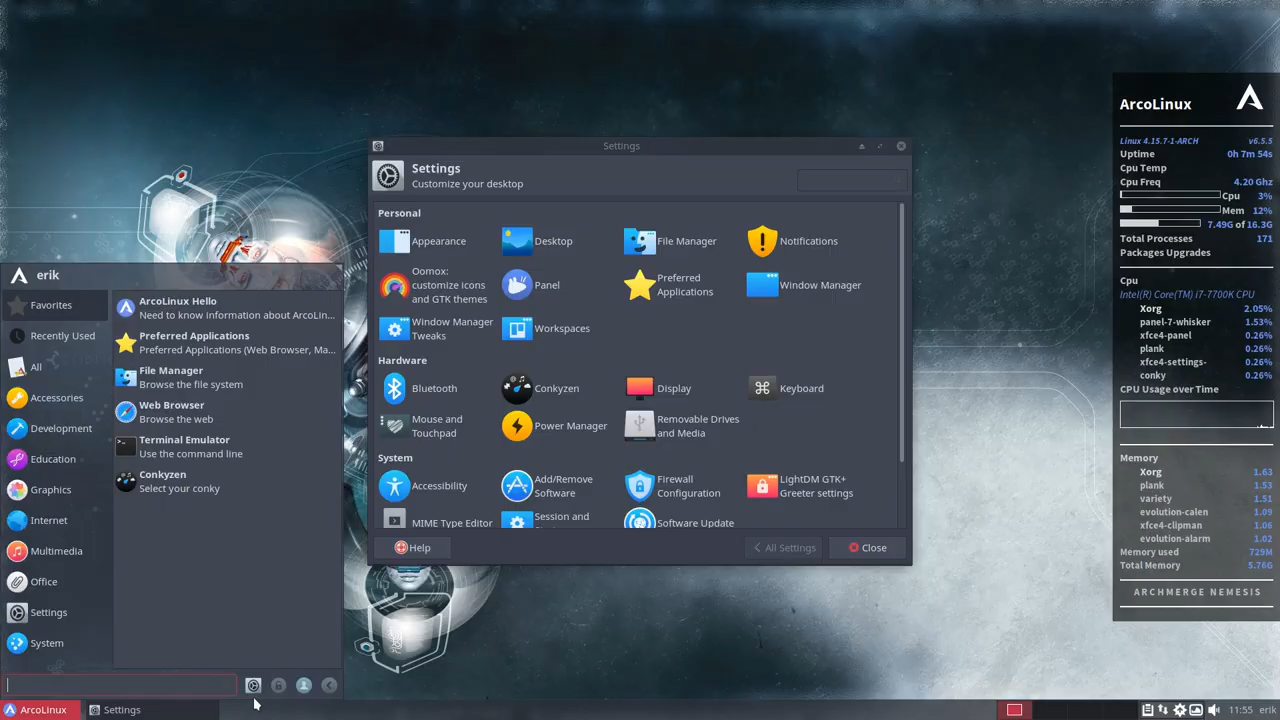 Settings
Settings
Customize your desktop
Personal
Appearance
Desktop
File Manager
Notifications
Oomox:
customize icons
and GTK themes
Panel
Preferred
Applications
Window Manager
Window Manager
Tweaks
Workspaces
Hardware
Bluetooth
Conkyzen
Display
Keyboard
Mouse and
Touchpad
Power Manager
Removable Drives
and Media
System
Accessibility
Add/Remove
Software
Firewall
Configuration
LightDM GTK+
Greeter settings
MIME Type Editor
Session and
Software Update
Help
All Settings
Close
erik
Favorites
Recently Used
All
Accessories
Development
Education
Graphics
Internet
Multimedia
Office
Settings
System
ArcoLinux Hello
Need to know information about ArcoLin...
Preferred Applications
Preferred Applications (Web Browser, Ma...
File Manager
Browse the file system
Web Browser
Browse the web
Terminal Emulator
Use the command line
Conkyzen
Select your conky
ArcoLinux
Linux 4.15.7-1-ARCH v6.5.5
Uptime 0h 7m 54s
Cpu Temp
Cpu Freq 4.20 Ghz
Cpu 3%
Mem 12%
7.49G of 16.3G
Total Processes 171
Packages Upgrades
Cpu
Intel(R) Core(TM) i7-7700K CPU
Xorg 2.05%
panel-7-whisker 1.53%
xfce4-panel 0.26%
plank 0.26%
xfce4-settings- 0.26%
conky 0.26%
CPU Usage over Time
Memory
Xorg 1.63
plank 1.53
variety 1.51
evolution-calen 1.09
xfce4-clipman 1.06
evolution-alarm 1.02
Memory used 729M
Total Memory 5.76G
ARCHMERGE NEMESIS
ArcoLinux
Settings
11:55 erik